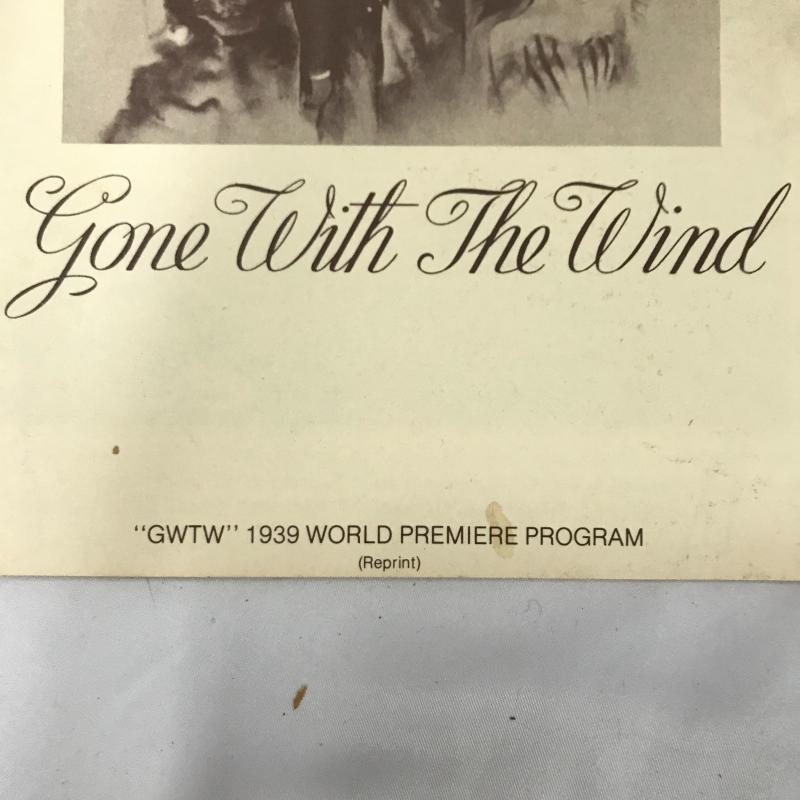 Gone With The Wind
‘‘GWTW’’ 1939 WORLD PREMIERE PROGRAM
(Reprint)